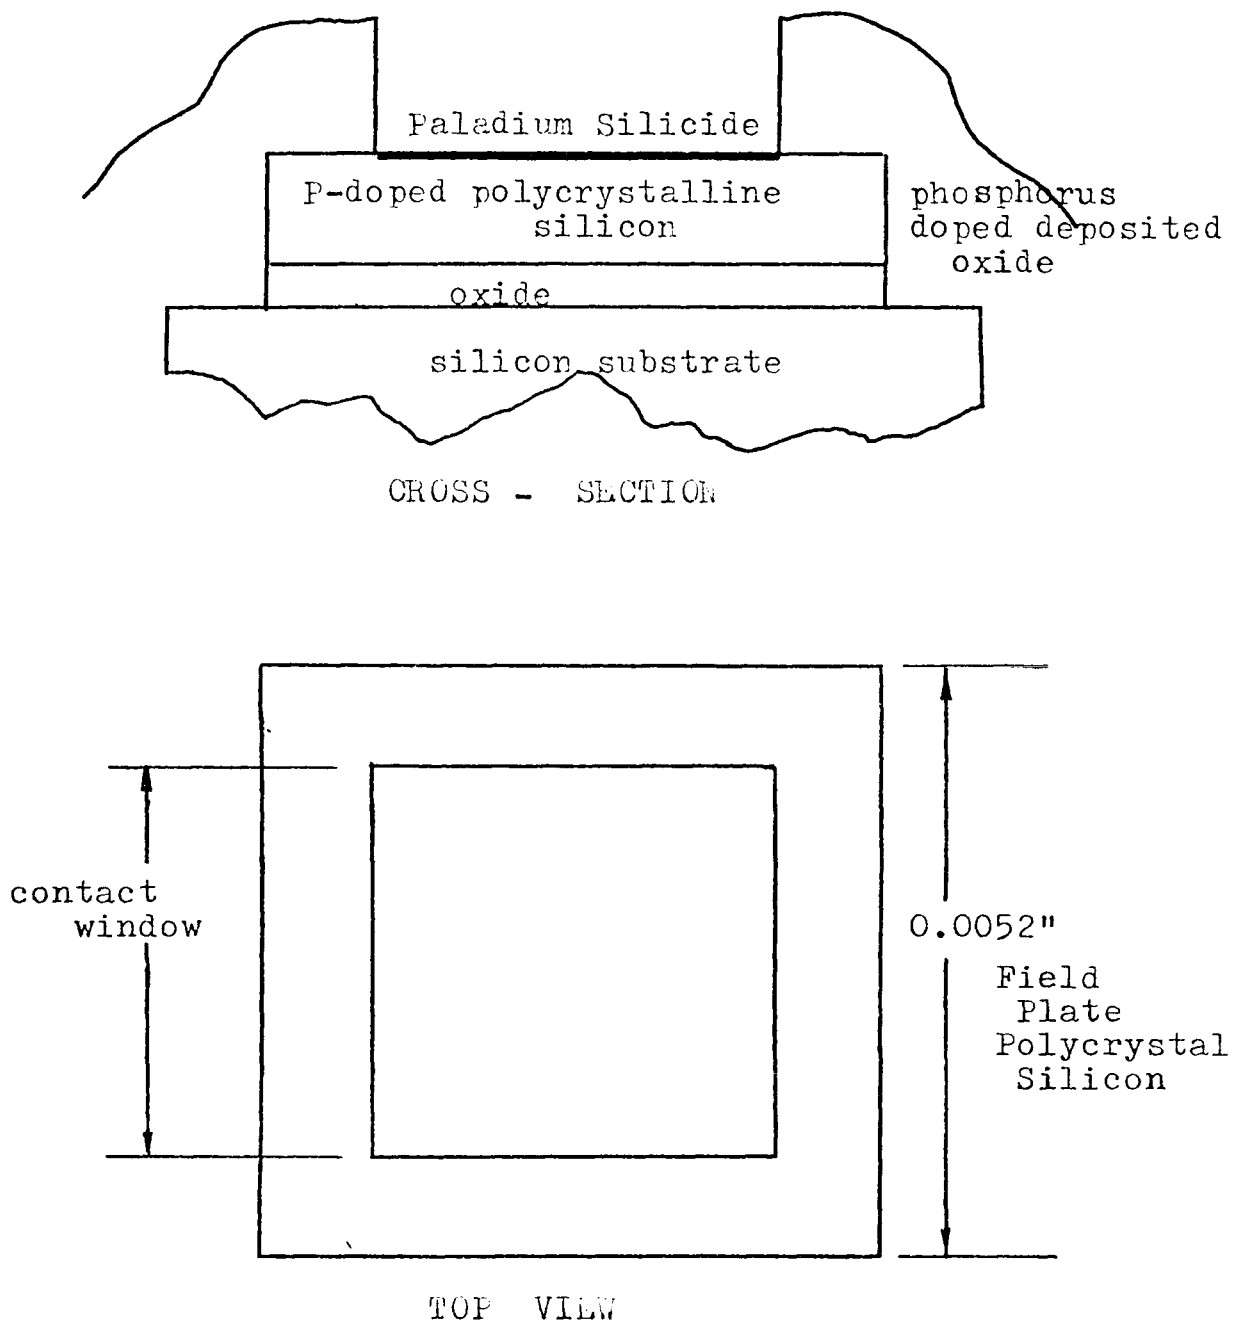 Paladium Silicide
P-doped polycrystalline
silicon
phosphorus
doped deposited
oxide
oxide
silicon substrate
CROSS - SECTION
contact
window
0.0052"
Field
Plate
Polycrystal
Silicon
TOP VIEW